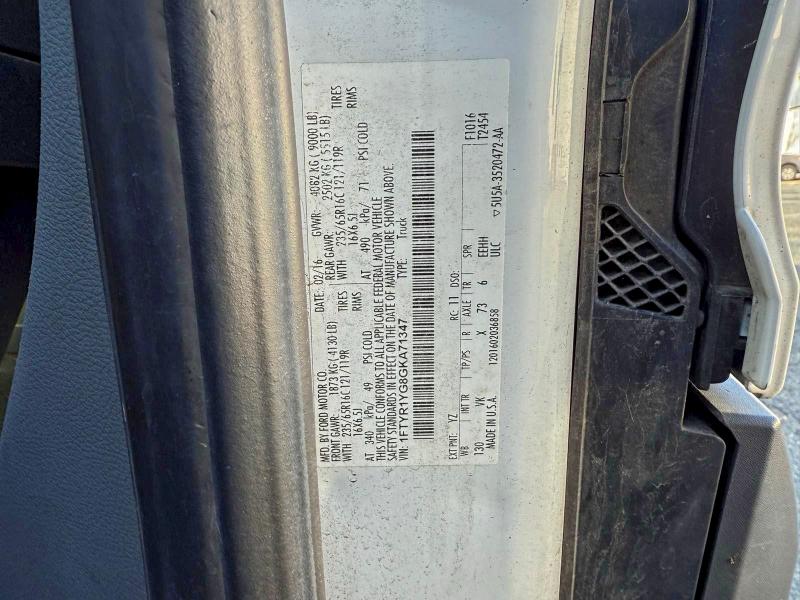 MFD. BY FORD MOTOR CO.
DATE: 02/16 GVWR: 4082 KG ( 9000 LB)
FRONT GAWR: 1873 KG ( 4130 LB) REAR GAWR: 2502 KG ( 5515 LB)
WITH 235/65R16C 121/119R TIRES WITH 235/65R16C 121/119R TIRES
16X6.5J RIMS 16X6.5J RIMS
AT 340 kPa/ 49 PSI COLD AT 490 kPa/ 71 PSI COLD
THIS VEHICLE CONFORMS TO ALL APPLICABLE FEDERAL MOTOR VEHICLE
SAFETY STANDARDS IN EFFECT ON THE DATE OF MANUFACTURE SHOWN ABOVE.
VIN: 1FTYR1YG8GKA71347 TYPE: Truck
F1016
T2454
EXT PNT: YZ RC: 11 DSO:
WB INT TR TP/PS R AXLE TR SPR
130 VK X 73 6 EEHH
ULC
MADE IN U.S.A. 1201602036858 ▽ 5U5A-3520472-AA